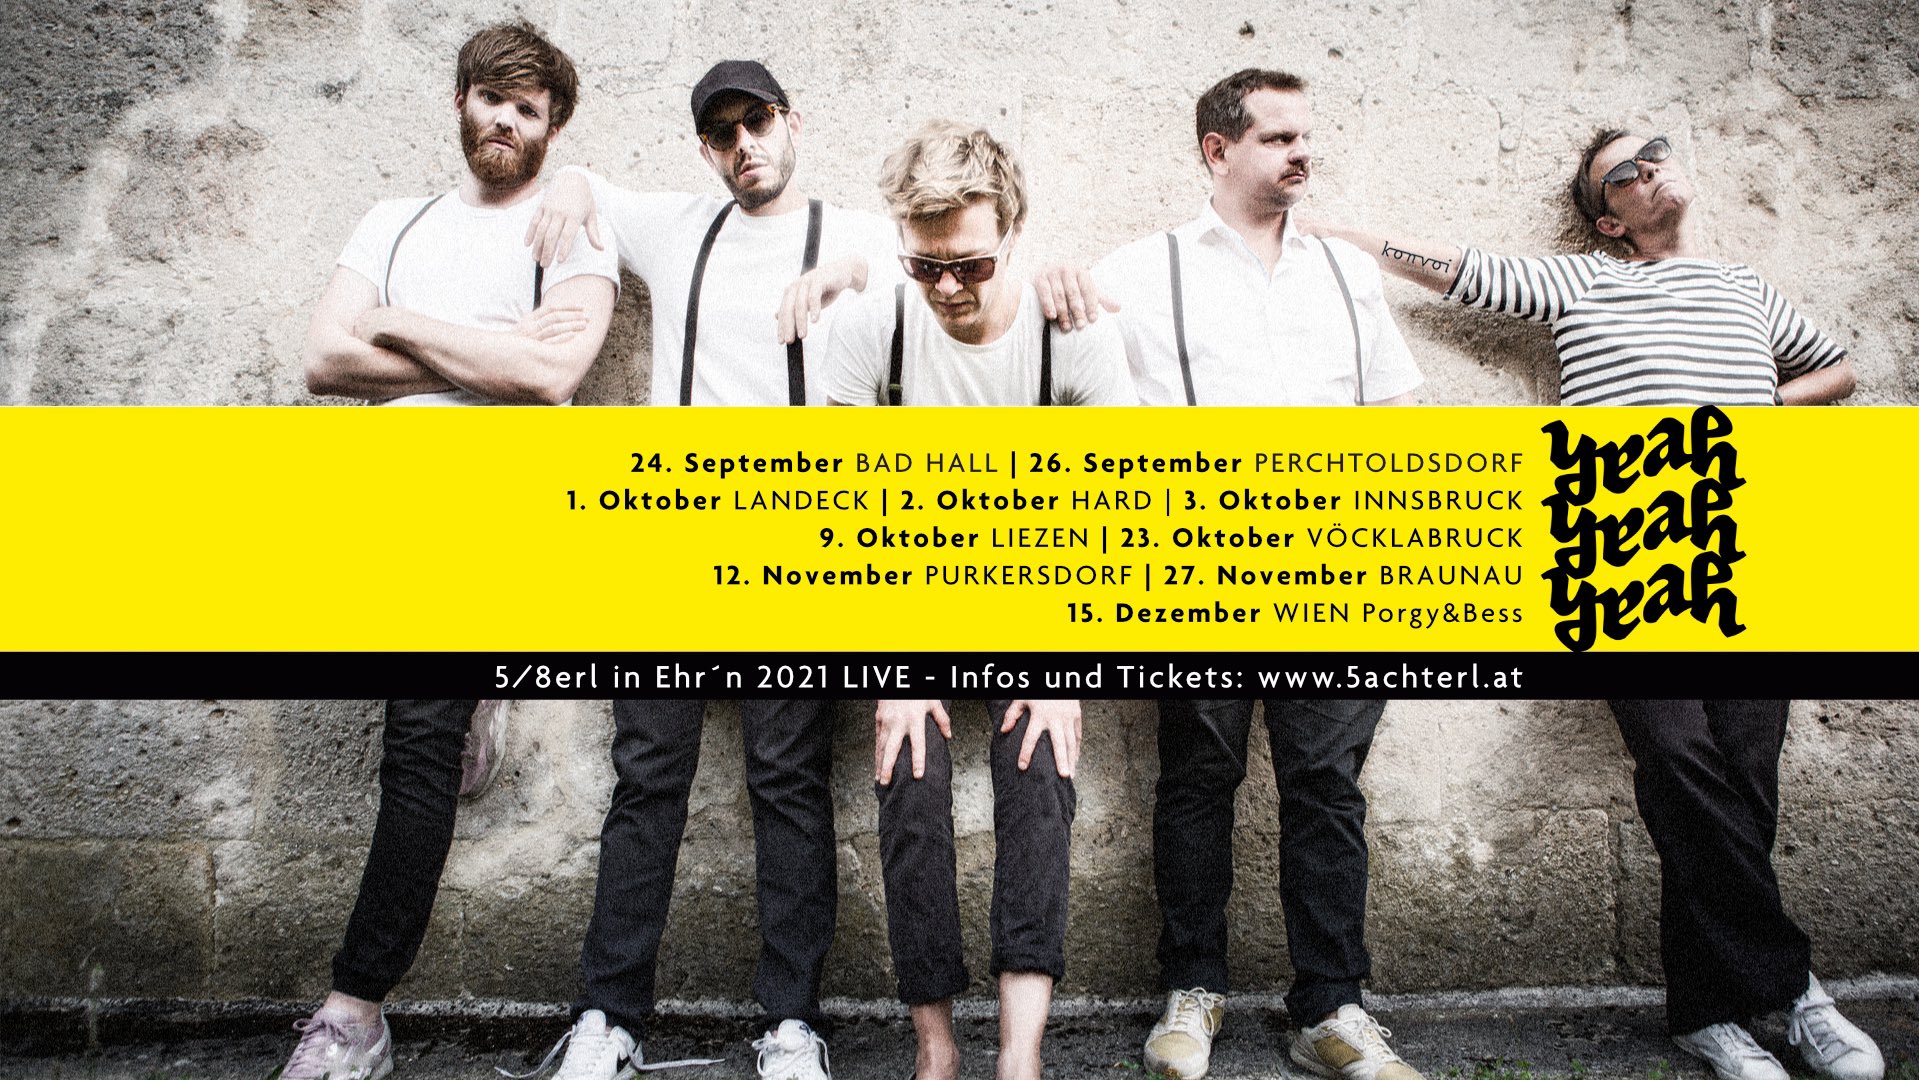 konvoi
24. September BAD HALL | 26. September PERCHTOLDSDORF
1. Oktober LANDECK | 2. Oktober HARD | 3. Oktober INNSBRUCK
9. Oktober LIEZEN | 23. Oktober VÖCKLABRUCK
12. November PURKERSDORF | 27. November BRAUNAU
15. Dezember WIEN Porgy&Bess
yeah
yeah
yeah
5/8erl in Ehr´n 2021 LIVE - Infos und Tickets: www.5achterl.at